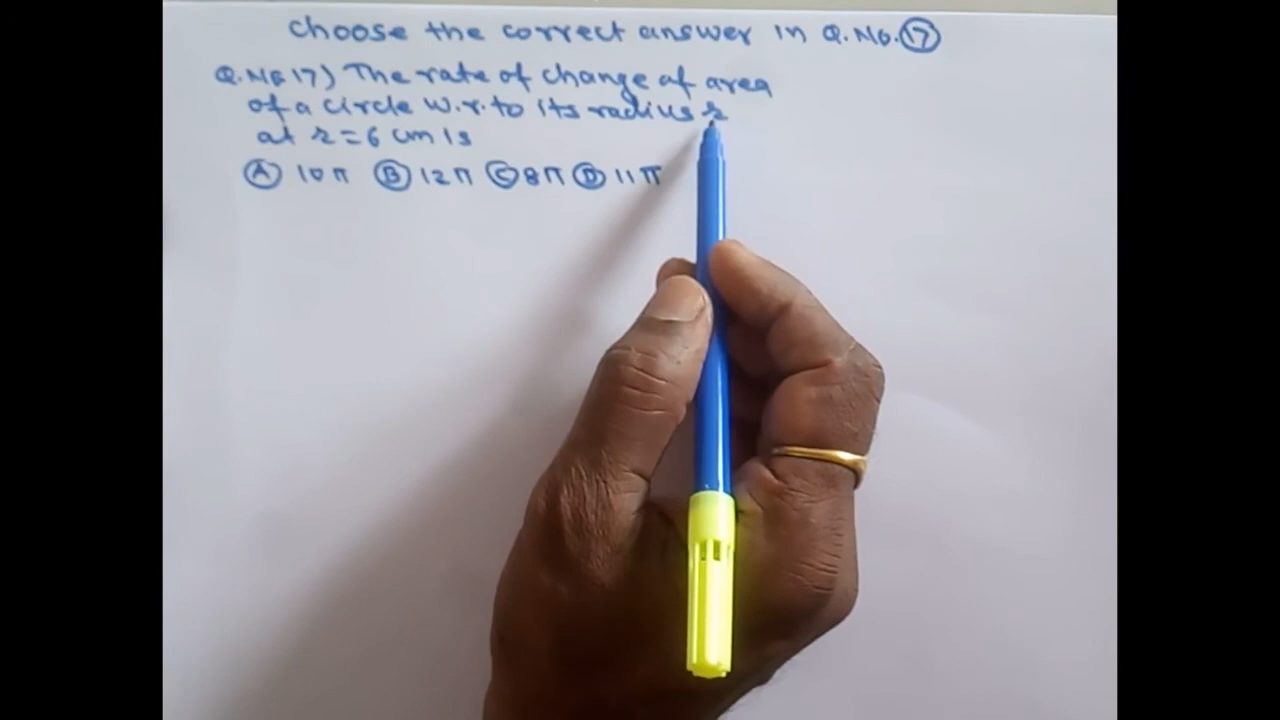 Choose the correct answer in Q.No. 17
Q.No 17) The rate of change of area
of a circle w.r.to its radius r
at r = 6 cm is
A 10π B 12π C 8π D 11π